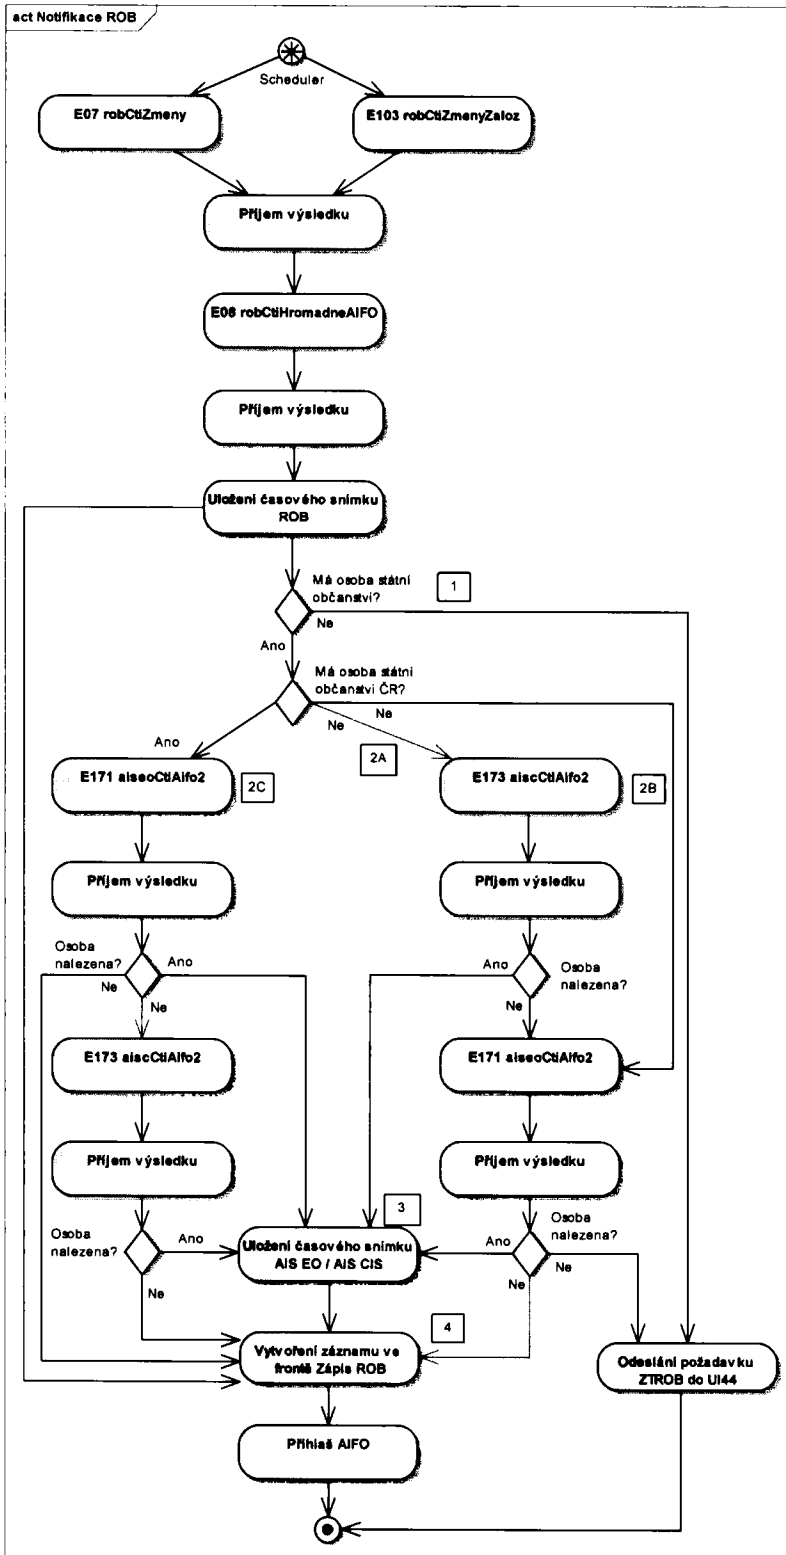 act Notifikace ROB
Scheduler
E07 robCtiZmeny
E103 robCtiZmenyZaloz
Příjem výsledku
E08 robCtiHromadneAIFO
Příjem výsledku
Uložení časového snímku
ROB
Má osoba státní
občanství?
1
Ne
Ano
Má osoba státní
občanství ČR?
Ne
Ne
Ano
2A
E171 aiseoCtiAifo2
2C
E173 aiscCtiAifo2
2B
Příjem výsledku
Příjem výsledku
Osoba
nalezena?
Ano
Ne
Ne
Ano
Osoba
nalezena?
Ne
E173 aiscCtiAifo2
E171 aiseoCtiAifo2
Příjem výsledku
Příjem výsledku
3
Osoba
nalezena?
Ano
Ne
Uložení časového snímku
AIS EO / AIS CIS
Ano
Osoba
nalezena?
Ne
Ne
4
Vytvoření záznamu ve
frontě Zápis ROB
Odeslání požadavku
ZTROB do UI44
Přihlaš AIFO